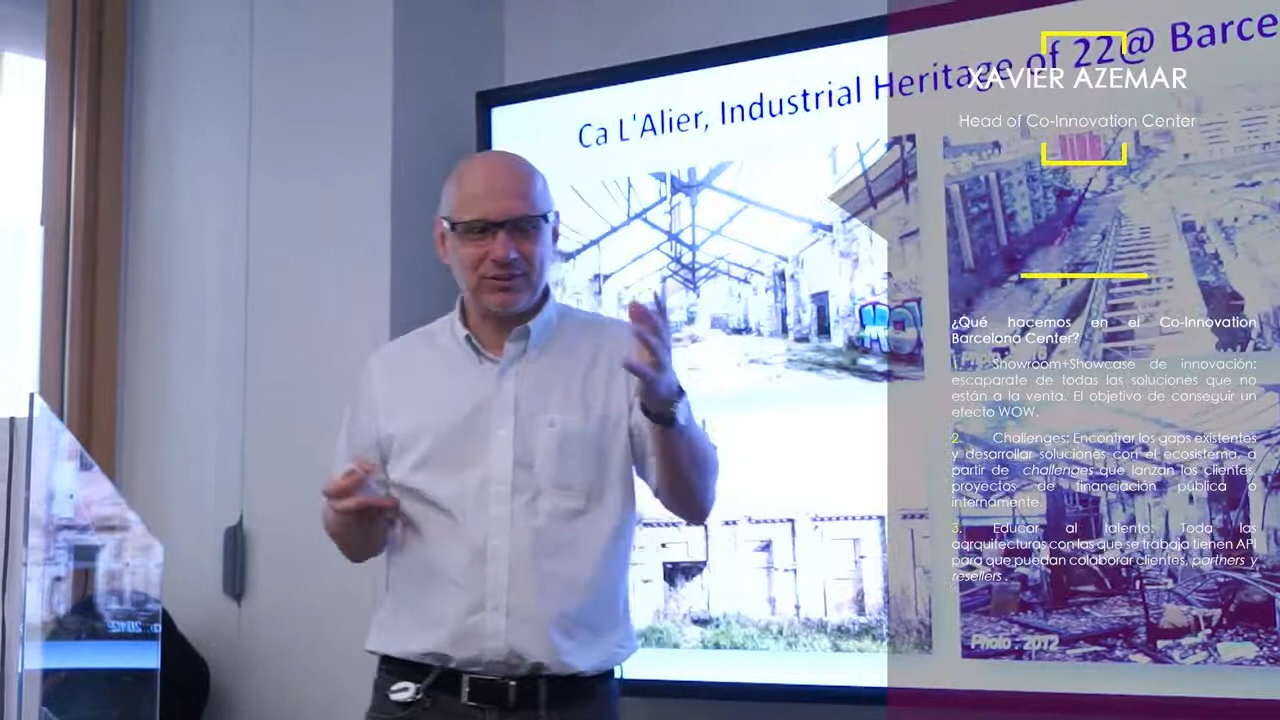 Ca L'Alier, Industrial Heritage of 22@ Barce
XAVIER AZEMAR
Head of Co-Innovation Center
¿Qué hacemos en el Co-Innovation
Barcelona Center?
1. Showroom+Showcase de innovación:
escaparate de todas las soluciones que no
están a la venta. El objetivo de conseguir un
efecto WOW.
2. Challenges: Encontrar los gaps existentes
y desarrollar soluciones con el ecosistema, a
partir de challenges que lanzan los clientes,
proyectos de financiación pública o
internamente.
3. Educar al talento: Toda las
aqrquitecturas con las que se trabaja tienen API
para que puedan colaborar clientes, parthers y
resellers .
Photo . 2012